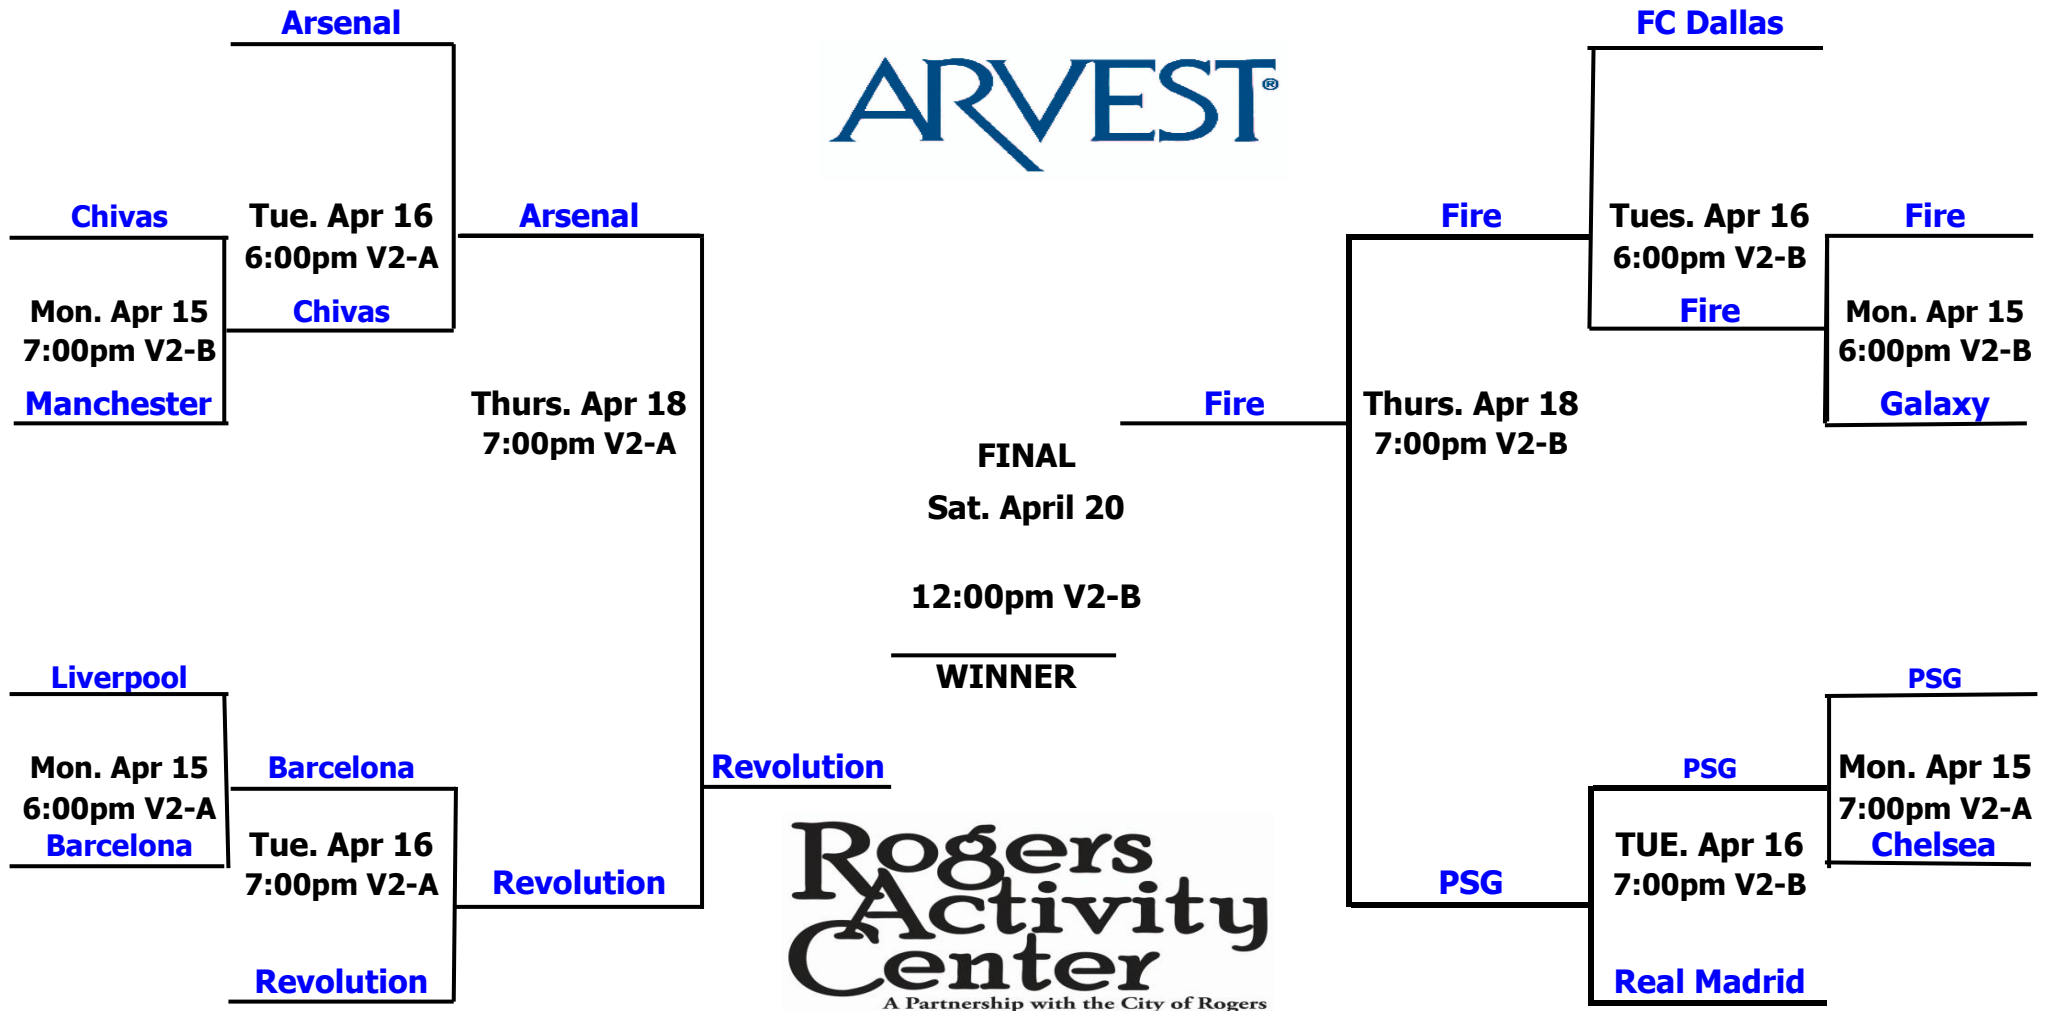 Arsenal
FC Dallas
ARVEST®
Chivas
Tue. Apr 16
Arsenal
Fire
Tues. Apr 16
Fire
6:00pm V2-A
6:00pm V2-B
Mon. Apr 15
Chivas
Fire
Mon. Apr 15
7:00pm V2-B
6:00pm V2-B
Manchester
Thurs. Apr 18
Fire
Thurs. Apr 18
Galaxy
7:00pm V2-A
7:00pm V2-B
FINAL
Sat. April 20
12:00pm V2-B
WINNER
Liverpool
PSG
Mon. Apr 15
Barcelona
Revolution
PSG
Mon. Apr 15
6:00pm V2-A
7:00pm V2-A
Barcelona
Tue. Apr 16
TUE. Apr 16
Chelsea
7:00pm V2-A
Revolution
PSG
7:00pm V2-B
Rogers
Activity
Center
Revolution
Real Madrid
A Partnership with the City of Rogers